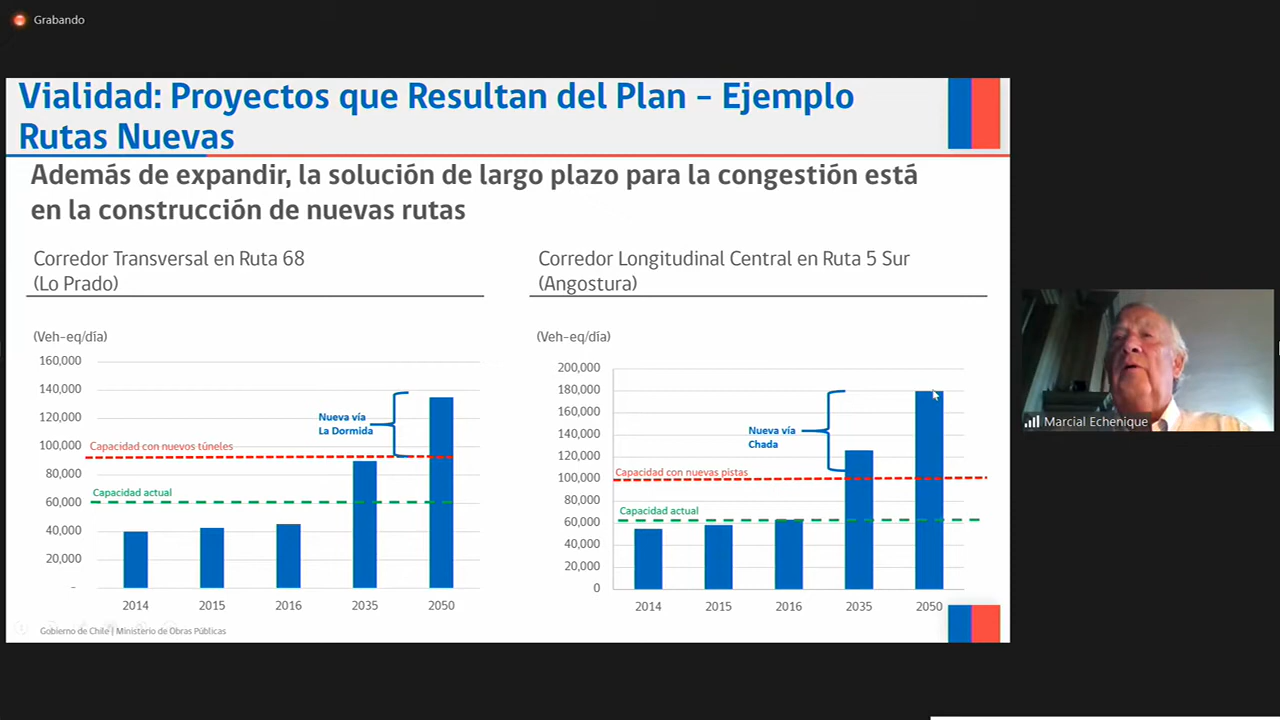 Grabando
Vialidad: Proyectos que Resultan del Plan – Ejemplo
Rutas Nuevas
Además de expandir, la solución de largo plazo para la congestión está
en la construcción de nuevas rutas
Corredor Transversal en Ruta 68
(Lo Prado)
(Veh-eq/día)
160,000
140,000
120,000
100,000
80,000
60,000
40,000
20,000
-
Nueva vía
La Dormida
Capacidad con nuevos túneles
Capacidad actual
2014 2015 2016 2035 2050
Corredor Longitudinal Central en Ruta 5 Sur
(Angostura)
(Veh-eq/día)
200,000
180,000
160,000
140,000
120,000
100,000
80,000
60,000
40,000
20,000
0
Nueva vía
Chada
Capacidad con nuevas pistas
Capacidad actual
2014 2015 2016 2035 2050
Gobierno de Chile | Ministerio de Obras Públicas
Marcial Echenique